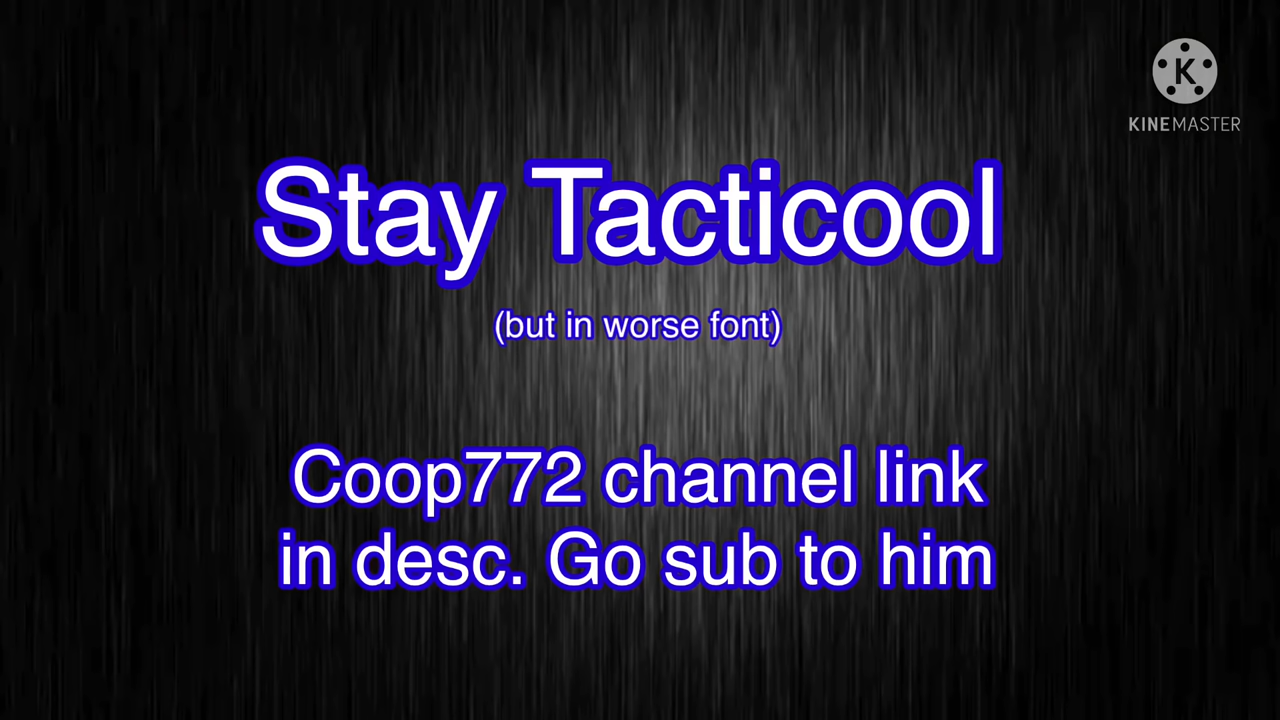 K
KINEMASTER
Stay Tacticool
(but in worse font)
Coop772 channel link
in desc. Go sub to him